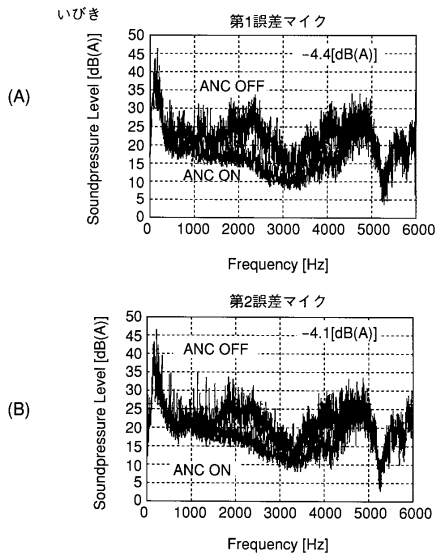 いびき
(A)
第1誤差マイク
Soundpressure Level [dB(A)]
50
45
40
35
30
25
20
15
10
5
0
−4.4[dB(A)]
ANC OFF
ANC ON
0 1000 2000 3000 4000 5000 6000
Frequency [Hz]
(B)
第2誤差マイク
Soundpressure Level [dB(A)]
50
45
40
35
30
25
20
15
10
5
0
−4.1[dB(A)]
ANC OFF
ANC ON
0 1000 2000 3000 4000 5000 6000
Frequency [Hz]